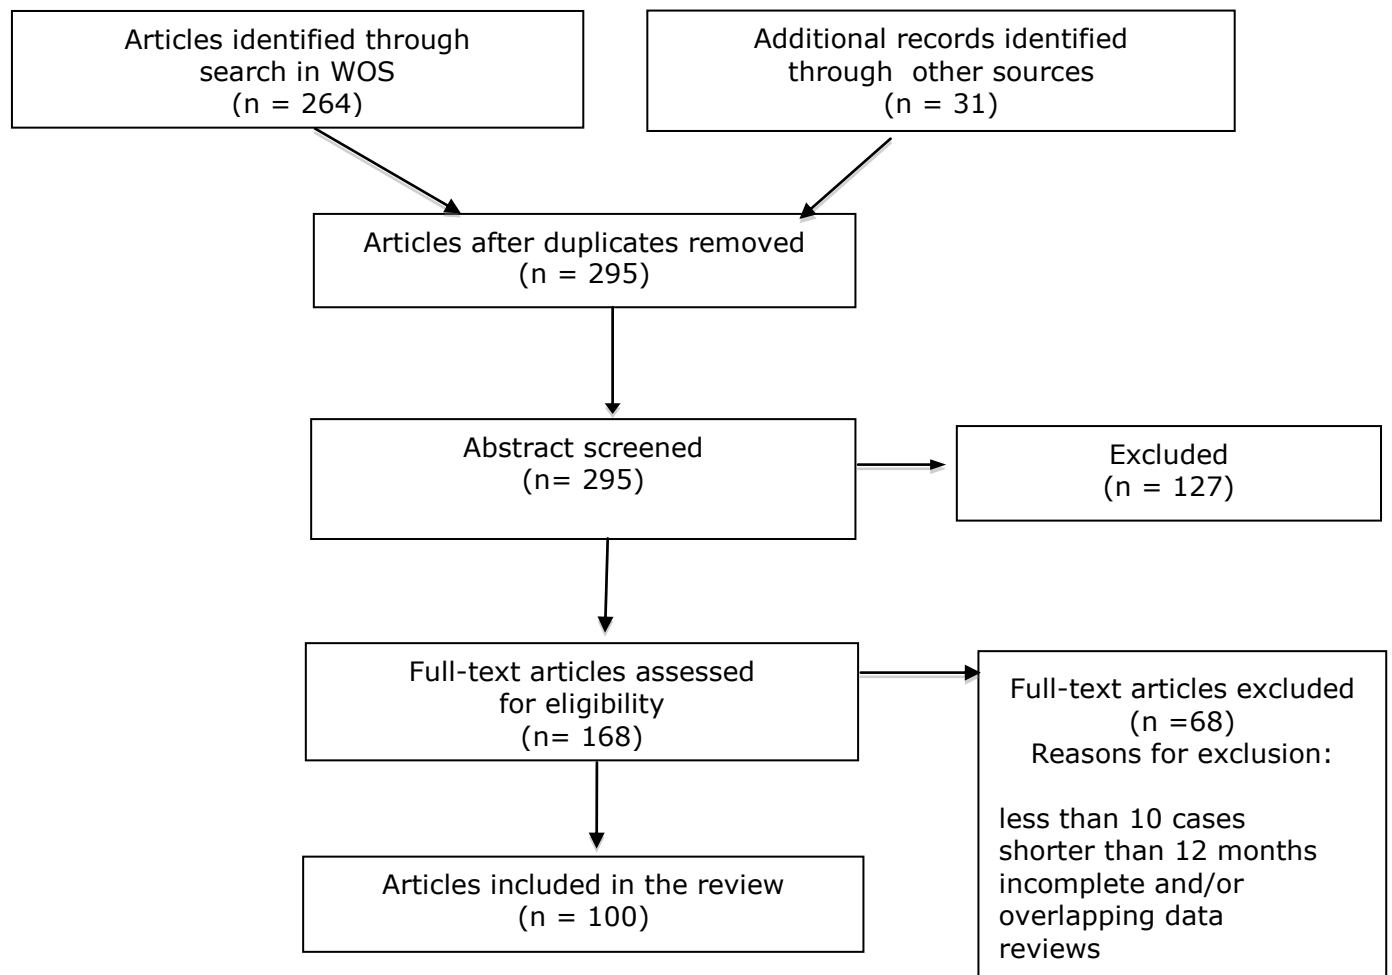 Articles identified through
search in WOS
(n = 264)
Additional records identified
through other sources
(n = 31)
Articles after duplicates removed
(n = 295)
Abstract screened
(n= 295)
Excluded
(n = 127)
Full-text articles assessed
for eligibility
(n= 168)
Full-text articles excluded
(n =68)
Reasons for exclusion:
less than 10 cases
shorter than 12 months
incomplete and/or
overlapping data
reviews
Articles included in the review
(n = 100)